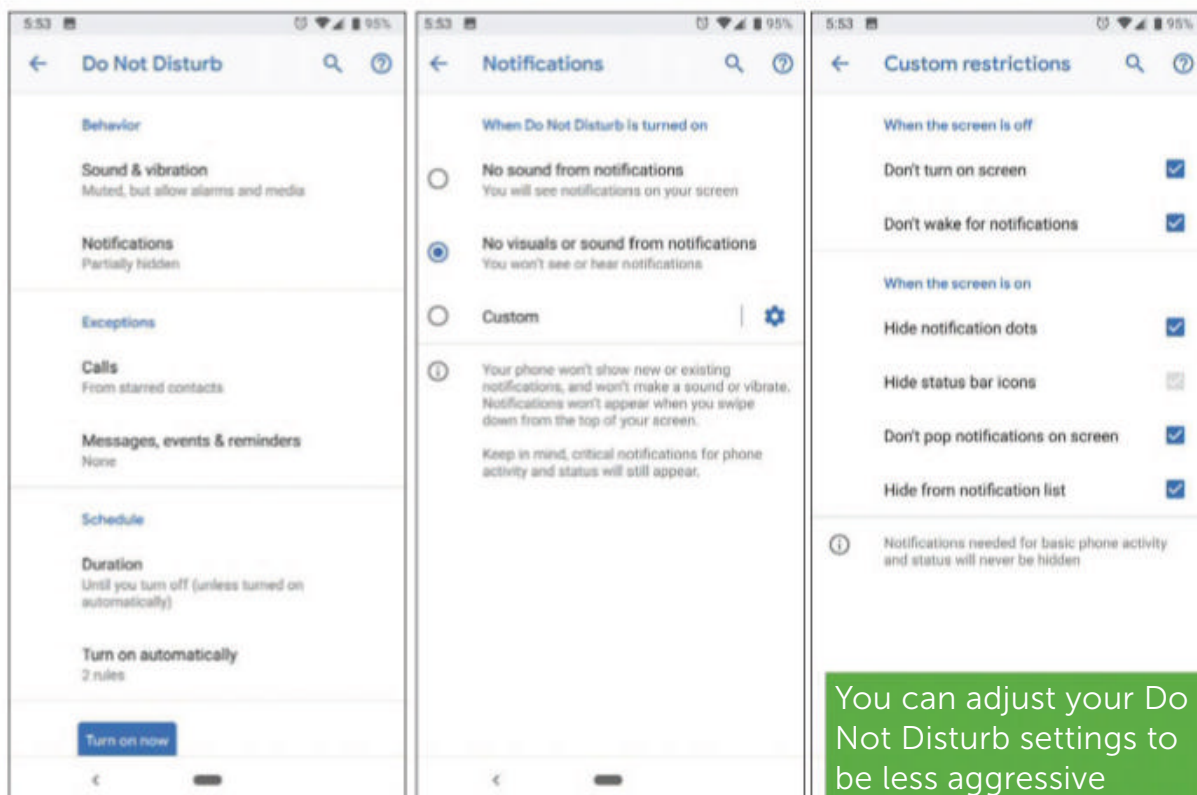 5:53
95%
Do Not Disturb
Behavior
Sound & vibration
Muted, but allow alarms and media
Notifications
Partially hidden
Exceptions
Calls
From starred contacts
Messages, events & reminders
None
Schedule
Duration
Until you turn off (unless turned on
automatically)
Turn on automatically
2 rules
Turn on now
5:53
95%
Notifications
When Do Not Disturb is turned on
No sound from notifications
You will see notifications on your screen
No visuals or sound from notifications
You won't see or hear notifications
Custom
Your phone won't show new or existing
notifications, and won't make a sound or vibrate.
Notifications won't appear when you swipe
down from the top of your screen.
Keep in mind, critical notifications for phone
activity and status will still appear.
5:53
95%
Custom restrictions
When the screen is off
Don't turn on screen
Don't wake for notifications
When the screen is on
Hide notification dots
Hide status bar icons
Don't pop notifications on screen
Hide from notification list
Notifications needed for basic phone activity
and status will never be hidden
You can adjust your Do
Not Disturb settings to
be less aggressive